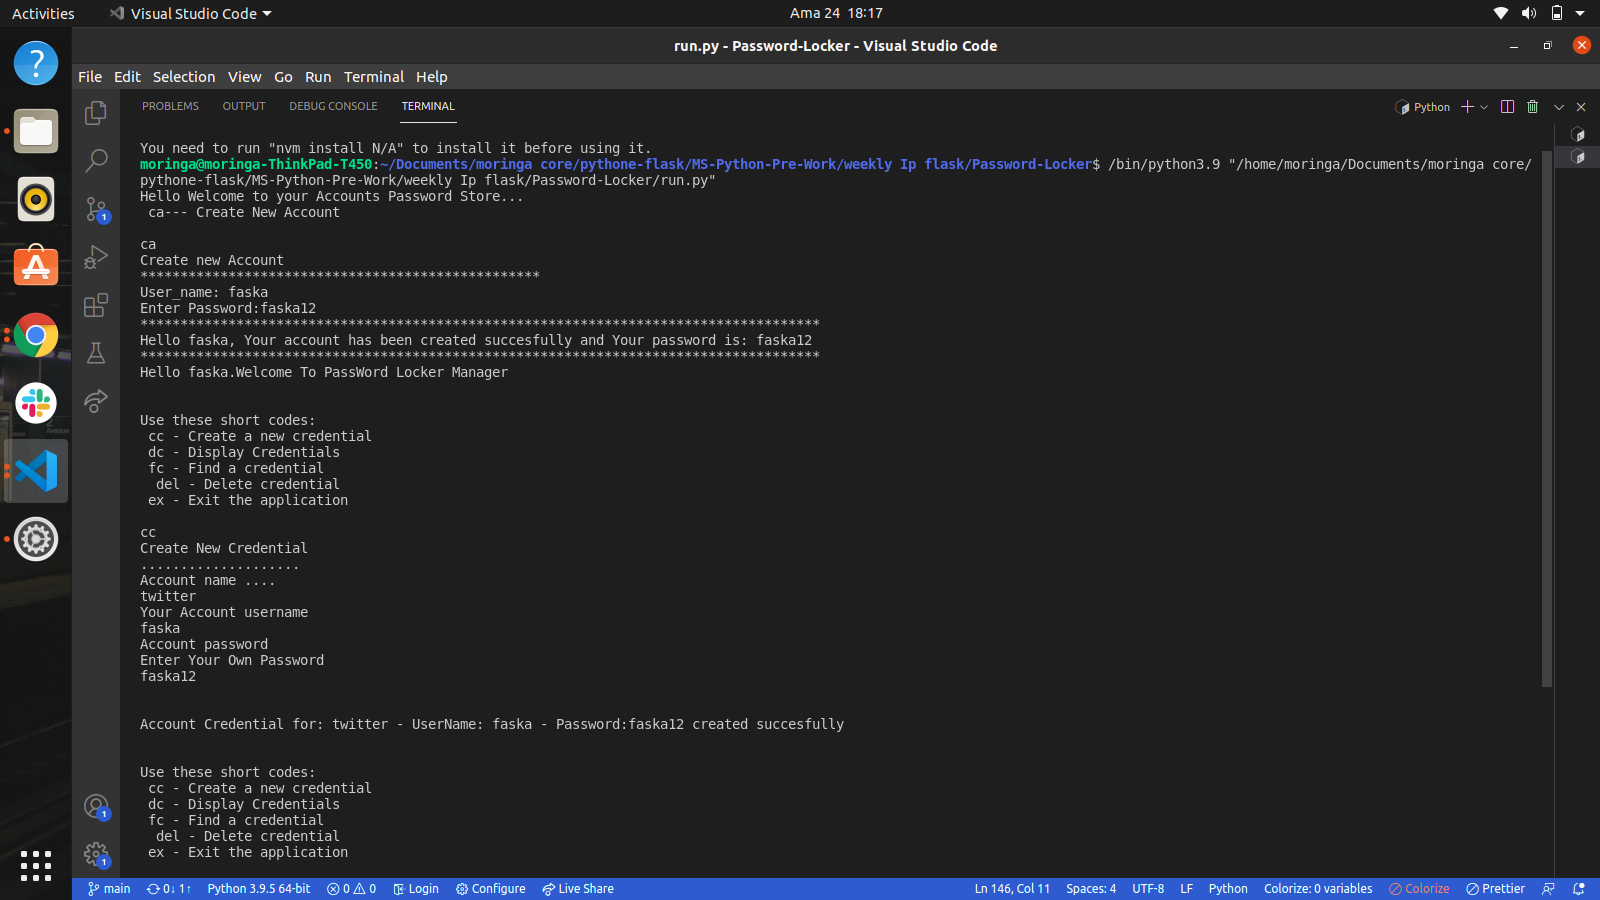 Activities
Visual Studio Code
Ama 24 18:17
run.py - Password-Locker - Visual Studio Code
File Edit Selection View Go Run Terminal Help
PROBLEMS OUTPUT DEBUG CONSOLE TERMINAL
Python
You need to run "nvm install N/A" to install it before using it.
moringa@moringa-ThinkPad-T450:~/Documents/moringa core/pythone-flask/MS-Python-Pre-Work/weekly Ip flask/Password-Locker$ /bin/python3.9 "/home/moringa/Documents/moringa core/
pythone-flask/MS-Python-Pre-Work/weekly Ip flask/Password-Locker/run.py"
Hello Welcome to your Accounts Password Store...
ca--- Create New Account
ca
Create new Account
**************************************************
User_name: faska
Enter Password:faska12
*************************************************************************************
Hello faska, Your account has been created succesfully and Your password is: faska12
*************************************************************************************
Hello faska.Welcome To PassWord Locker Manager
Use these short codes:
cc - Create a new credential
dc - Display Credentials
fc - Find a credential
del - Delete credential
ex - Exit the application
cc
Create New Credential
....................
Account name ....
twitter
Your Account username
faska
Account password
Enter Your Own Password
faska12
Account Credential for: twitter - UserName: faska - Password:faska12 created succesfully
Use these short codes:
cc - Create a new credential
dc - Display Credentials
fc - Find a credential
del - Delete credential
ex - Exit the application
1
1
1
main 0↓ 1↑ Python 3.9.5 64-bit 0 0 Login Configure Live Share Ln 146, Col 11 Spaces: 4 UTF-8 LF Python Colorize: 0 variables Colorize Prettier